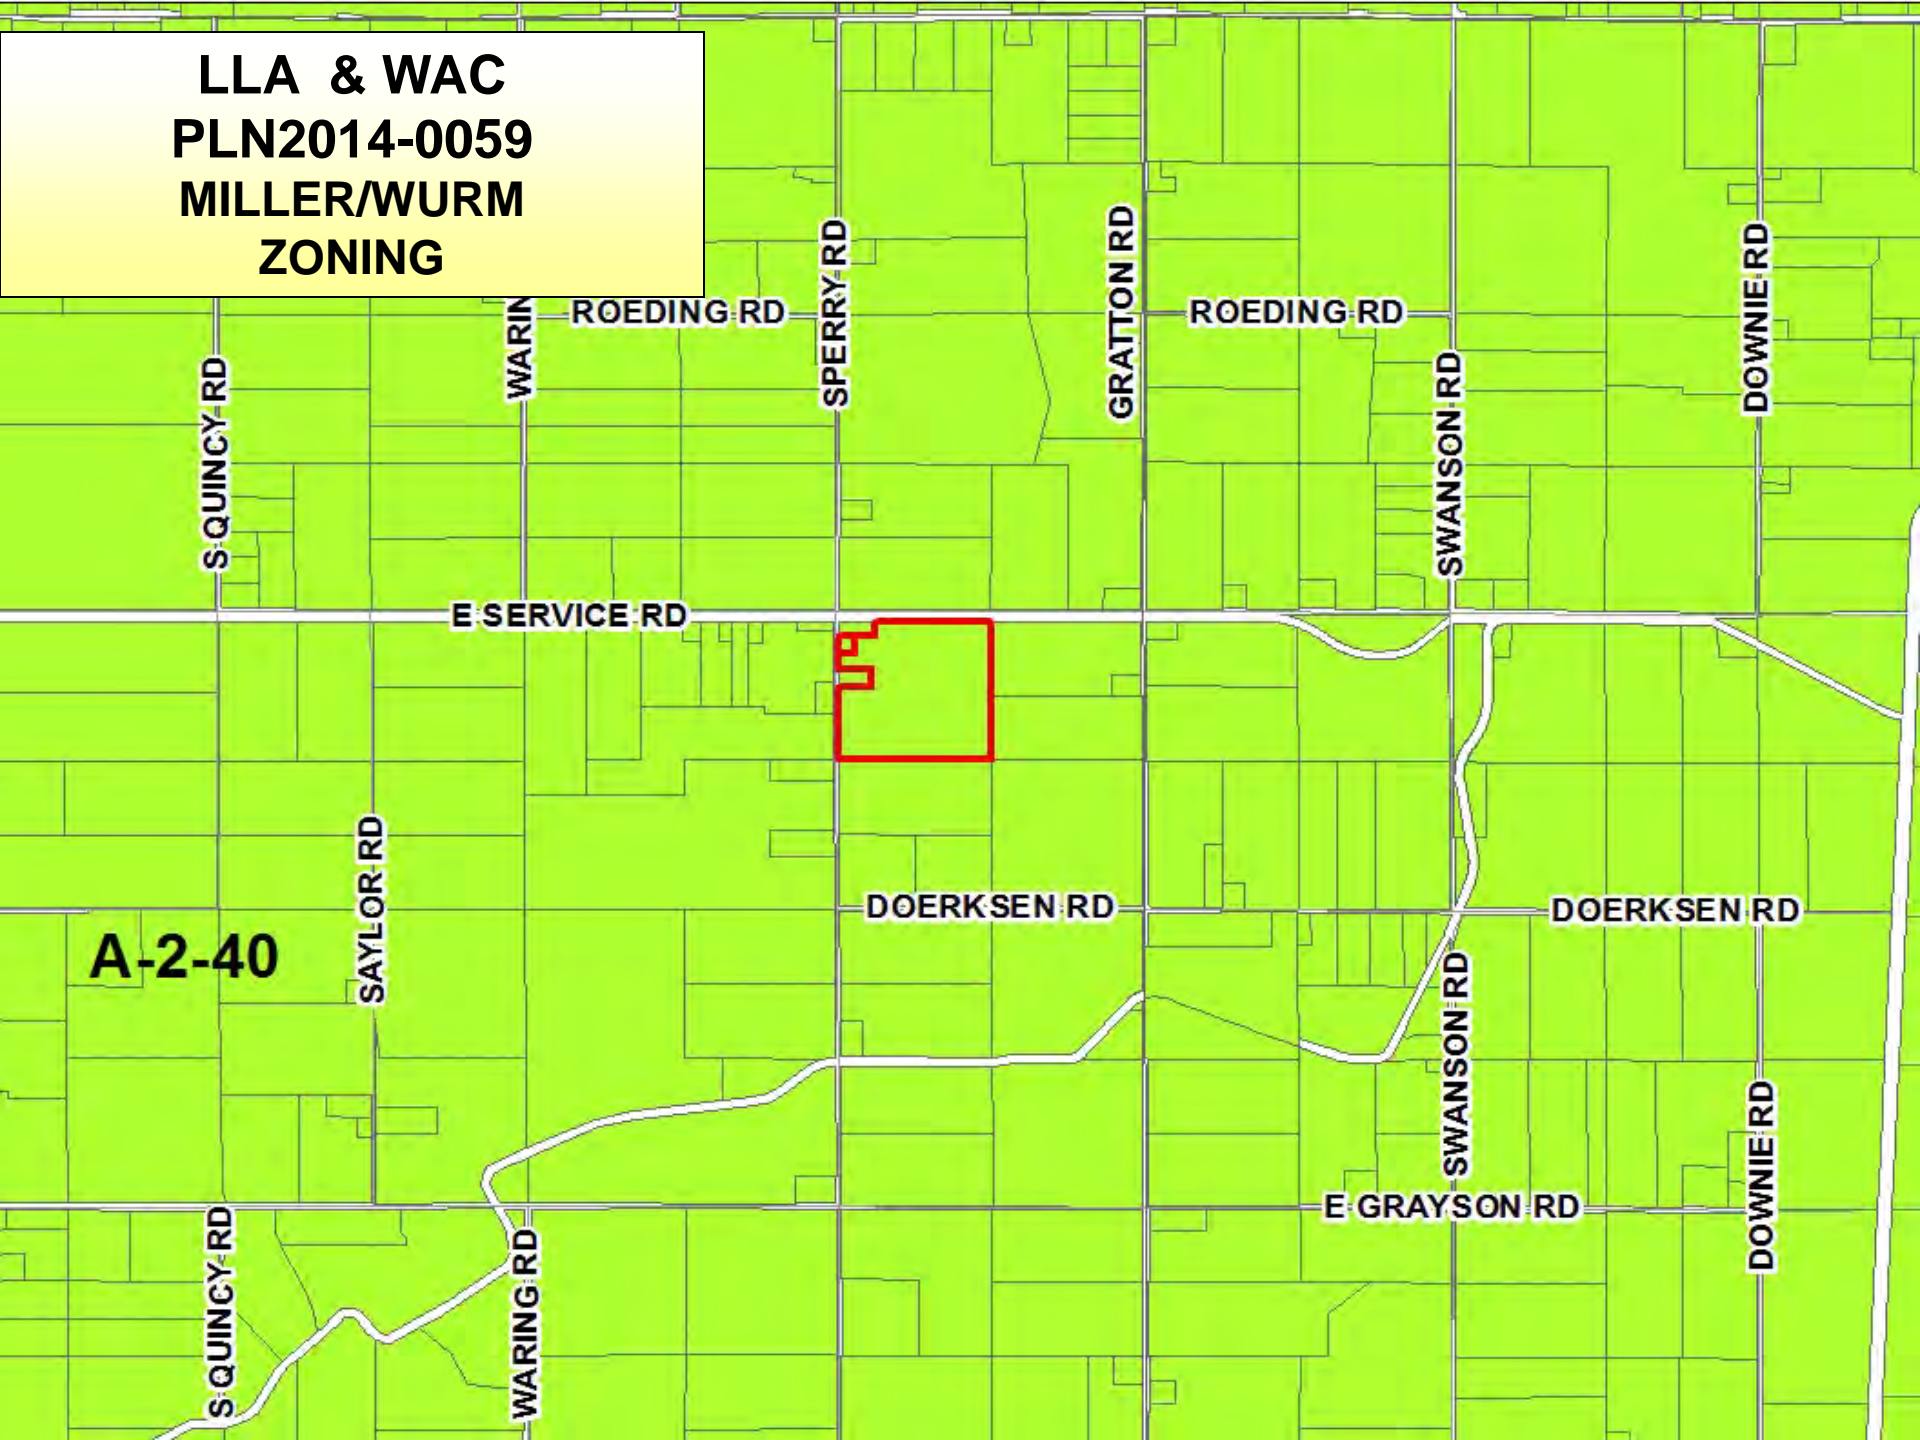 LLA & WAC
PLN2014-0059
MILLER/WURM
ZONING
ROEDING RD
ROEDING RD
S QUINCY RD
WARIN
SPERRY RD
GRATTON RD
SWANSON RD
DOWNIE RD
E SERVICE RD
SAYLOR RD
A-2-40
DOERKSEN RD
DOERKSEN RD
SWANSON RD
E GRAYSON RD
DOWNIE RD
S QUINCY RD
WARING RD